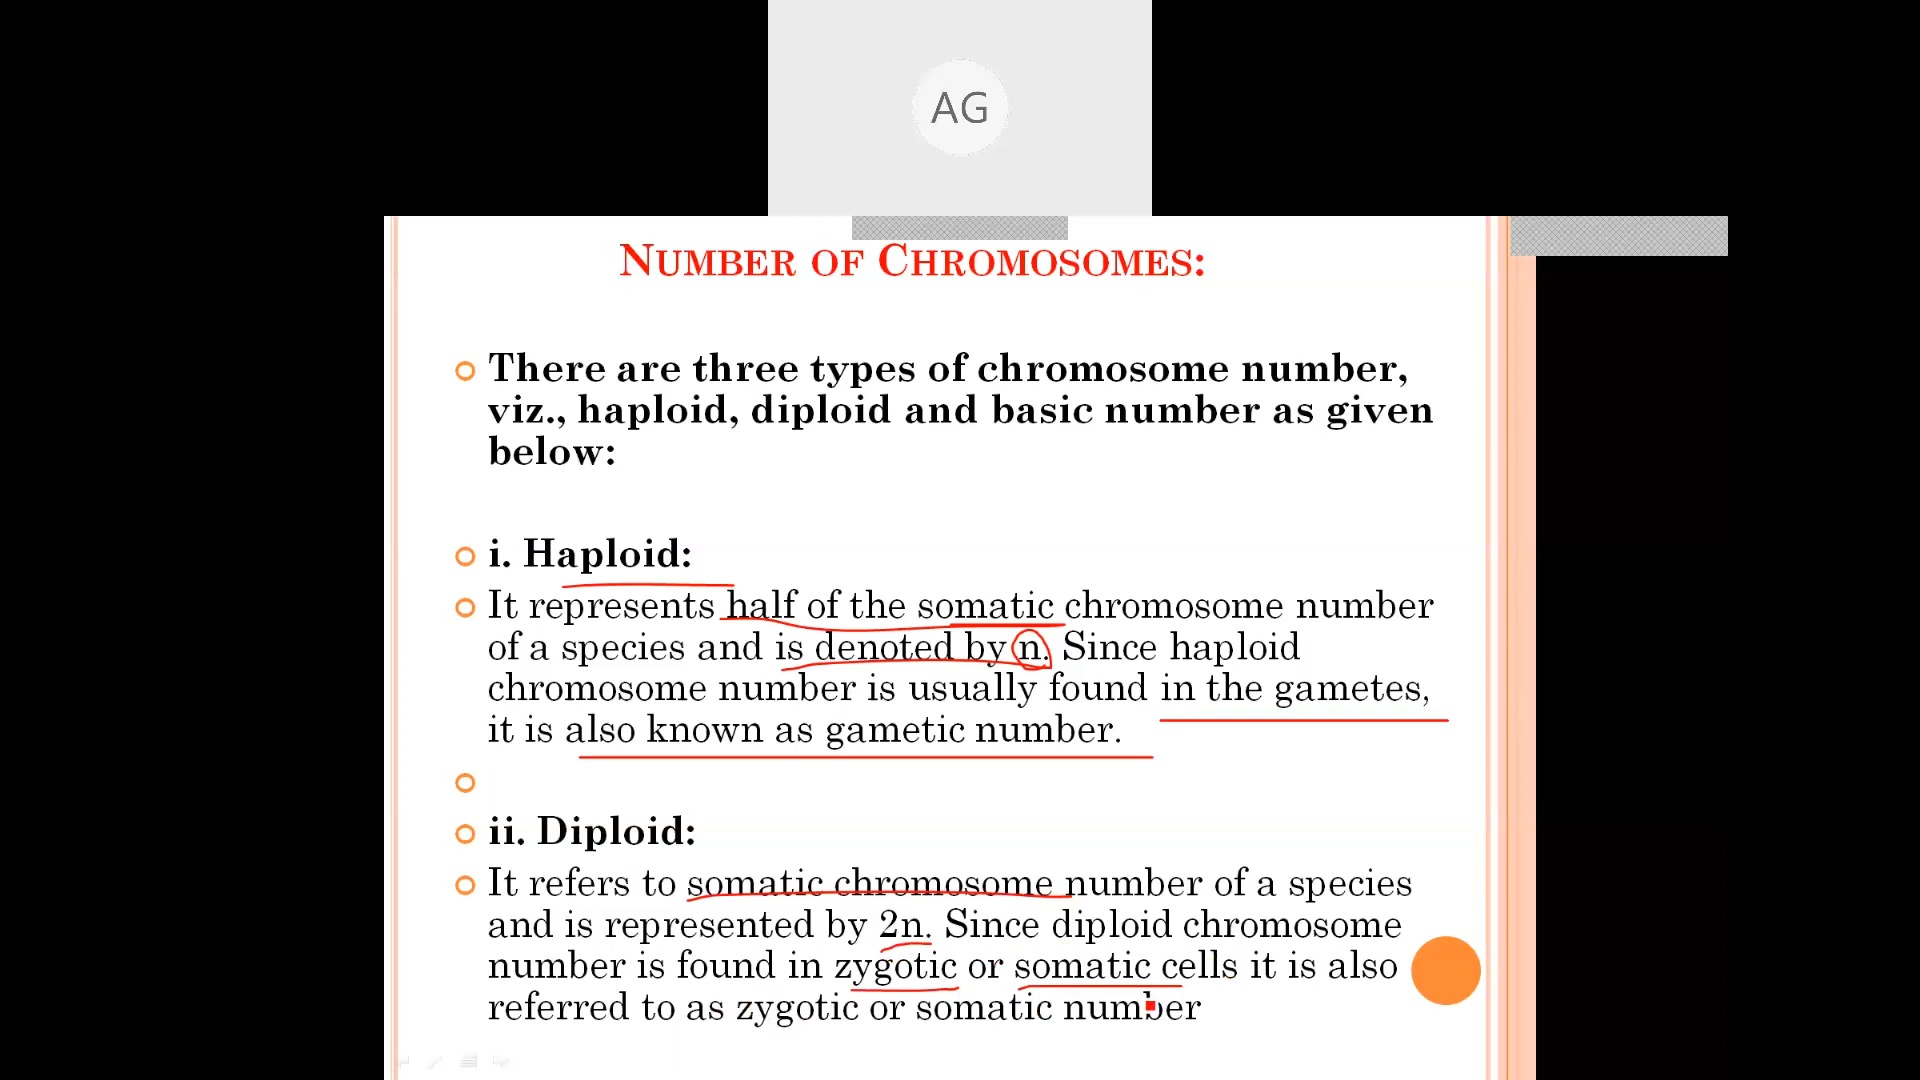 AG
NUMBER OF CHROMOSOMES:
There are three types of chromosome number,
viz., haploid, diploid and basic number as given
below:
i. Haploid:
It represents half of the somatic chromosome number
of a species and is denoted by n. Since haploid
chromosome number is usually found in the gametes,
it is also known as gametic number.
ii. Diploid:
It refers to somatic chromosome number of a species
and is represented by 2n. Since diploid chromosome
number is found in zygotic or somatic cells it is also
referred to as zygotic or somatic number